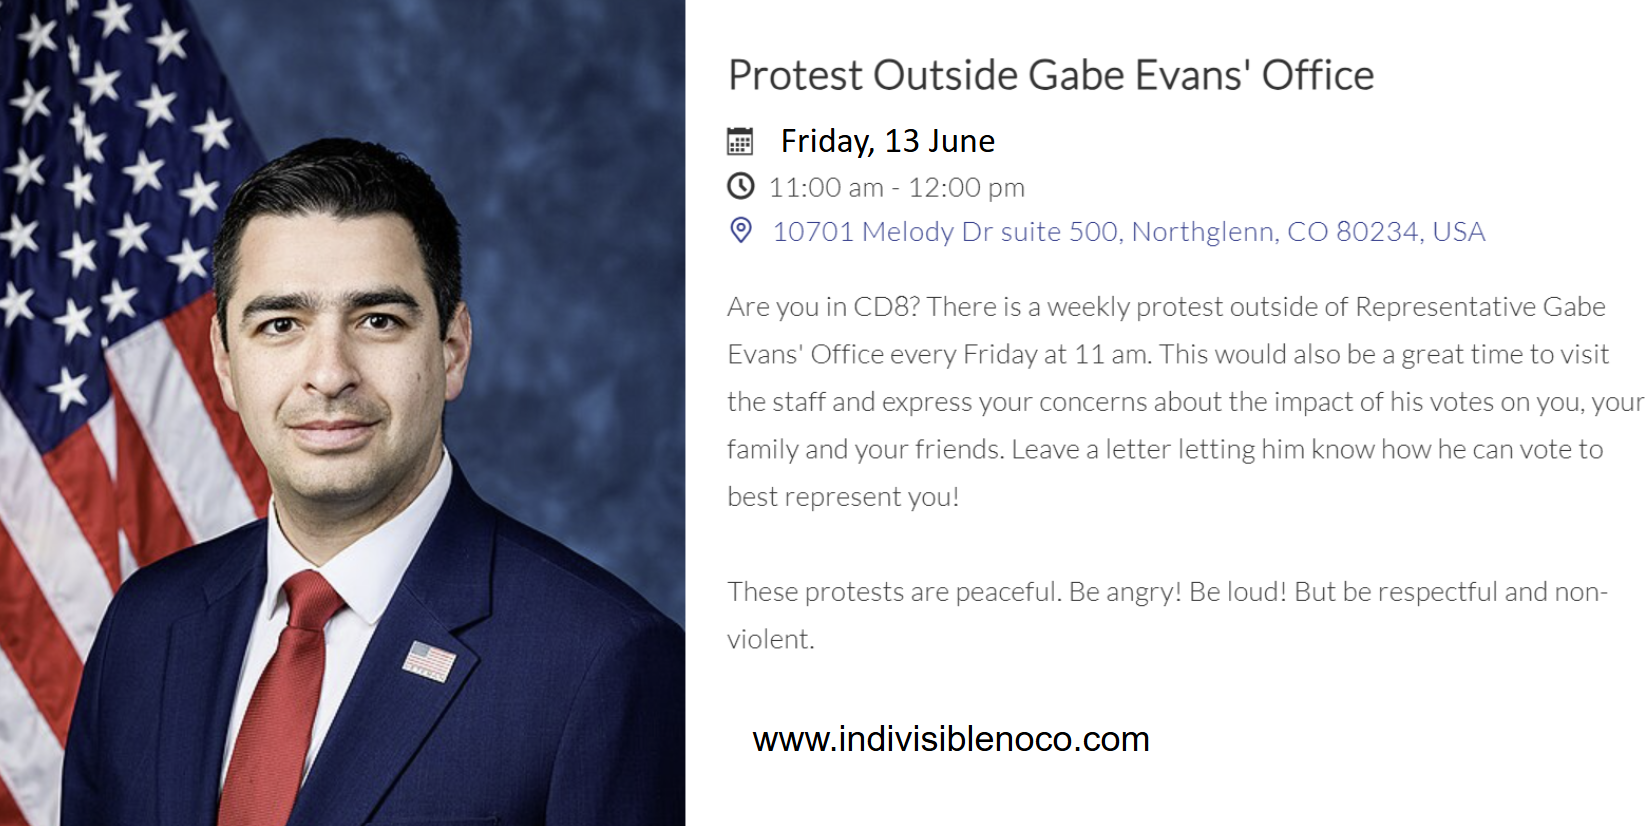 Protest Outside Gabe Evans' Office
Friday, 13 June
11:00 am - 12:00 pm
10701 Melody Dr suite 500, Northglenn, CO 80234, USA
Are you in CD8? There is a weekly protest outside of Representative Gabe
Evans' Office every Friday at 11 am. This would also be a great time to visit
the staff and express your concerns about the impact of his votes on you, your
family and your friends. Leave a letter letting him know how he can vote to
best represent you!
These protests are peaceful. Be angry! Be loud! But be respectful and non-
violent.
www.indivisiblenoco.com